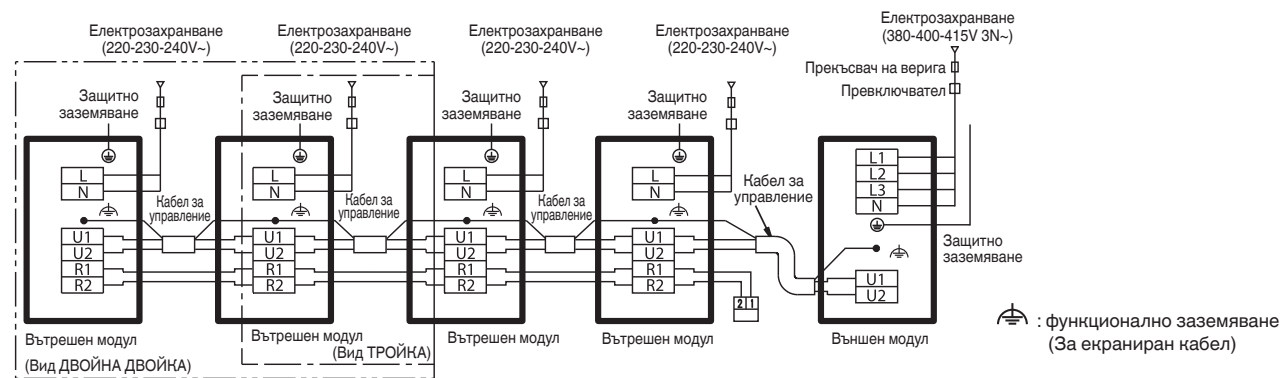 Електрозахранване
(220-230-240V~)
Електрозахранване
(220-230-240V~)
Електрозахранване
(220-230-240V~)
Електрозахранване
(220-230-240V~)
Електрозахранване
(380-400-415V 3N~)
Прекъсвач на верига
Превключвател
Защитно
заземяване
Защитно
заземяване
Защитно
заземяване
Защитно
заземяване
L
N
L
N
L
N
L
N
L1
L2
L3
N
Кабел за
управление
Кабел за
управление
Кабел за
управление
Кабел за
управление
Защитно
заземяване
U1
U2
R1
R2
U1
U2
R1
R2
U1
U2
R1
R2
U1
U2
R1
R2
2 1
U1
U2
Вътрешен модул
(Вид ДВОЙНА ДВОЙКА)
Вътрешен модул
(Вид ТРОЙКА)
Вътрешен модул
Вътрешен модул
Външен модул
: функционално заземяване
(За екраниран кабел)